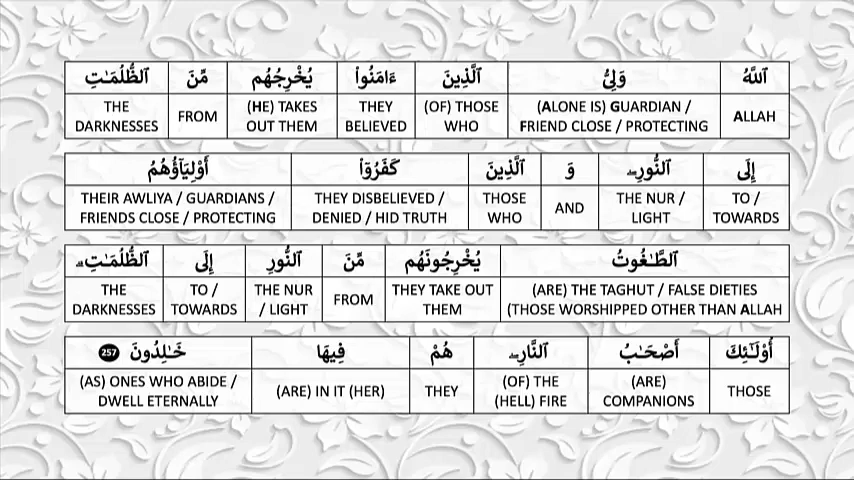 ٱللَّهُ وَلِىُّ ٱلَّذِينَ ءَامَنُوا۟ يُخْرِجُهُم مِّنَ ٱلظُّلُمَـٰتِ
ALLAH (ALONE IS) GUARDIAN / FRIEND CLOSE / PROTECTING (OF) THOSE WHO THEY BELIEVED (HE) TAKES OUT THEM FROM THE DARKNESSES
إِلَى ٱلنُّورِ ۖ وَ ٱلَّذِينَ كَفَرُوٓا۟ أَوْلِيَآؤُهُمُ
TO / TOWARDS THE NUR / LIGHT AND THOSE WHO THEY DISBELIEVED / DENIED / HID TRUTH THEIR AWLIYA / GUARDIANS / FRIENDS CLOSE / PROTECTING
ٱلطَّـٰغُوتُ يُخْرِجُونَهُم مِّنَ ٱلنُّورِ إِلَى ٱلظُّلُمَـٰتِ ۗ
(ARE) THE TAGHUT / FALSE DIETIES (THOSE WORSHIPPED OTHER THAN ALLAH THEY TAKE OUT THEM FROM THE NUR / LIGHT TO / TOWARDS THE DARKNESSES
أُو۟لَـٰٓئِكَ أَصْحَـٰبُ ٱلنَّارِ ۖ هُمْ فِيهَا خَـٰلِدُونَ 257
THOSE (ARE) COMPANIONS (OF) THE (HELL) FIRE THEY (ARE) IN IT (HER) (AS) ONES WHO ABIDE / DWELL ETERNALLY